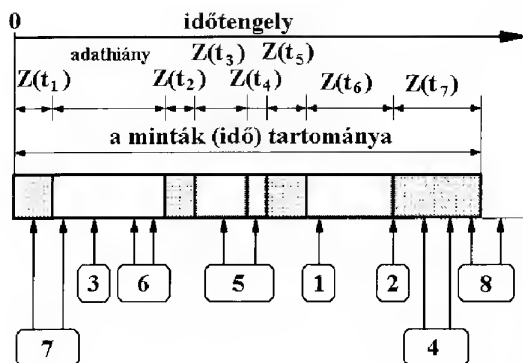 0
időtengely
adathiány Z(t3) Z(t5)
Z(t1) Z(t2) Z(t4) Z(t6) Z(t7)
a minták (idő) tartománya
3 6 5 1 2 8
7 4